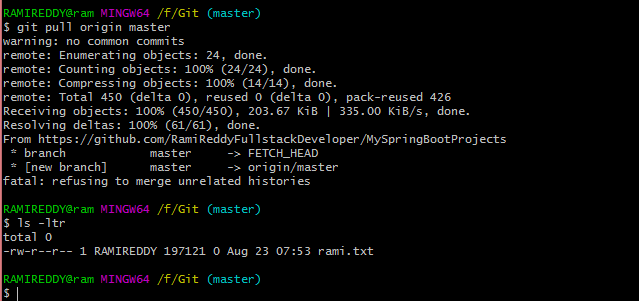 RAMIREDDY@ram MINGW64 /f/Git (master)
$ git pull origin master
warning: no common commits
remote: Enumerating objects: 24, done.
remote: Counting objects: 100% (24/24), done.
remote: Compressing objects: 100% (14/14), done.
remote: Total 450 (delta 0), reused 0 (delta 0), pack-reused 426
Receiving objects: 100% (450/450), 203.67 KiB | 335.00 KiB/s, done.
Resolving deltas: 100% (61/61), done.
From https://github.com/RamiReddyFullstackDeveloper/MySpringBootProjects
 * branch            master     -> FETCH_HEAD
 * [new branch]      master     -> origin/master
fatal: refusing to merge unrelated histories
RAMIREDDY@ram MINGW64 /f/Git (master)
$ ls -ltr
total 0
-rw-r--r-- 1 RAMIREDDY 197121 0 Aug 23 07:53 rami.txt
RAMIREDDY@ram MINGW64 /f/Git (master)
$